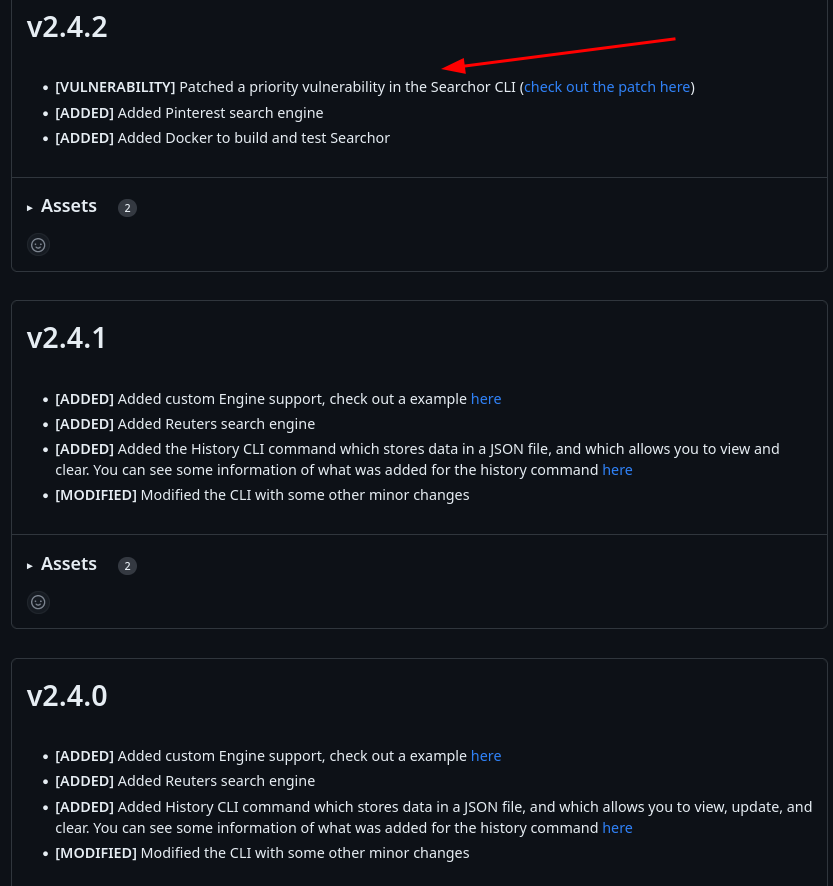 v2.4.2
• [VULNERABILITY] Patched a priority vulnerability in the Searchor CLI (check out the patch here)
• [ADDED] Added Pinterest search engine
• [ADDED] Added Docker to build and test Searchor
▸ Assets 2
v2.4.1
• [ADDED] Added custom Engine support, check out a example here
• [ADDED] Added Reuters search engine
• [ADDED] Added the History CLI command which stores data in a JSON file, and which allows you to view and
clear. You can see some information of what was added for the history command here
• [MODIFIED] Modified the CLI with some other minor changes
▸ Assets 2
v2.4.0
• [ADDED] Added custom Engine support, check out a example here
• [ADDED] Added Reuters search engine
• [ADDED] Added History CLI command which stores data in a JSON file, and which allows you to view, update, and
clear. You can see some information of what was added for the history command here
• [MODIFIED] Modified the CLI with some other minor changes